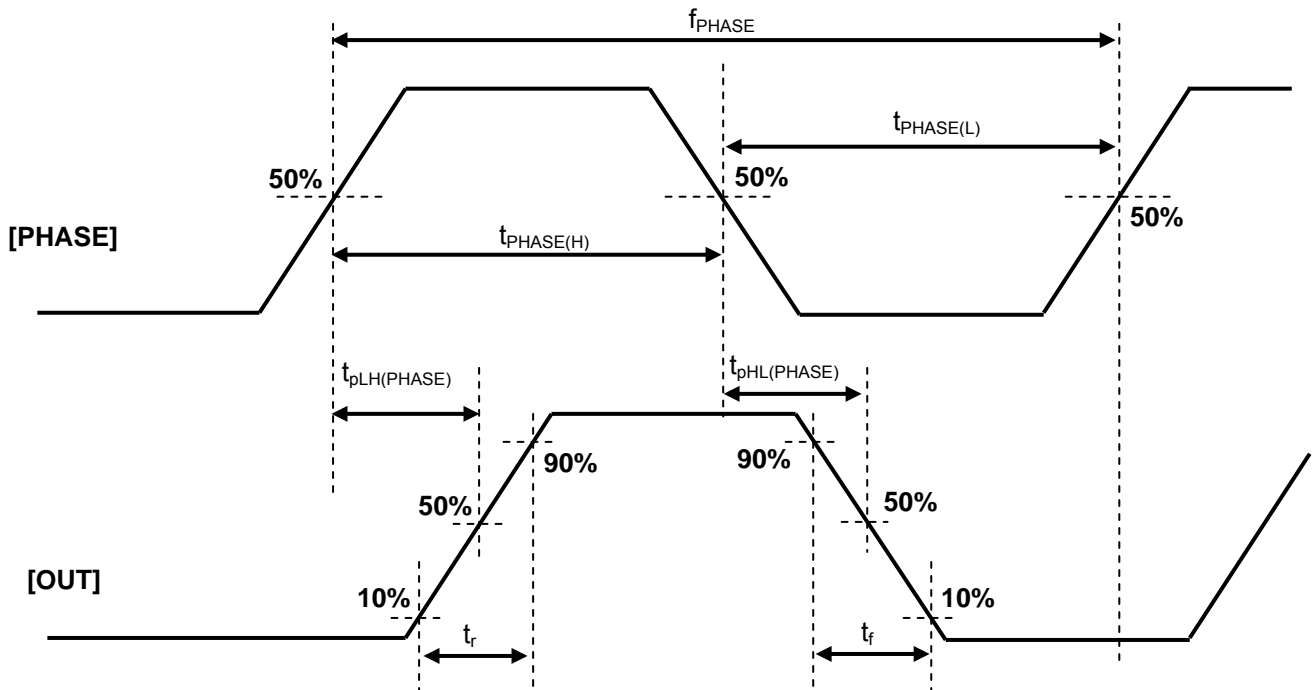 fPHASE
tPHASE(L)
50%
50%
50%
[PHASE]
tPHASE(H)
tpLH(PHASE)
tpHL(PHASE)
90%
90%
50%
50%
[OUT]
10%
10%
tr
tf